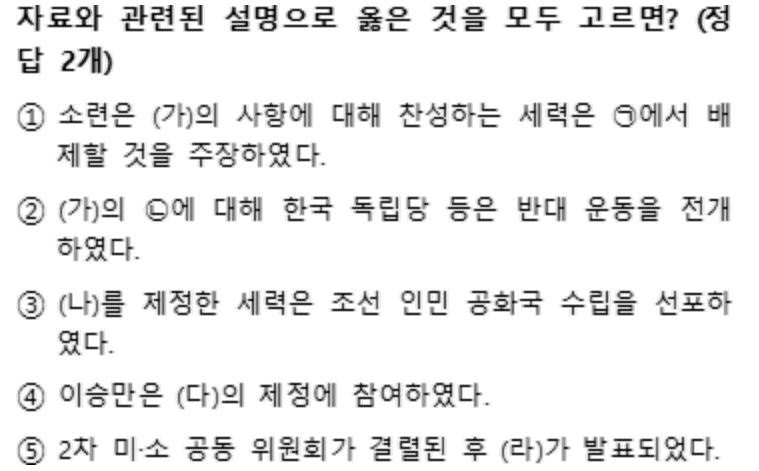 자료와 관련된 설명으로 옳은 것을 모두 고르면? (정
답 2개)
① 소련은 (가)의 사항에 대해 찬성하는 세력은 ㉠에서 배
제할 것을 주장하였다.
② (가)의 ㉡에 대해 한국 독립당 등은 반대 운동을 전개
하였다.
③ (나)를 제정한 세력은 조선 인민 공화국 수립을 선포하
였다.
④ 이승만은 (다)의 제정에 참여하였다.
⑤ 2차 미·소 공동 위원회가 결렬된 후 (라)가 발표되었다.